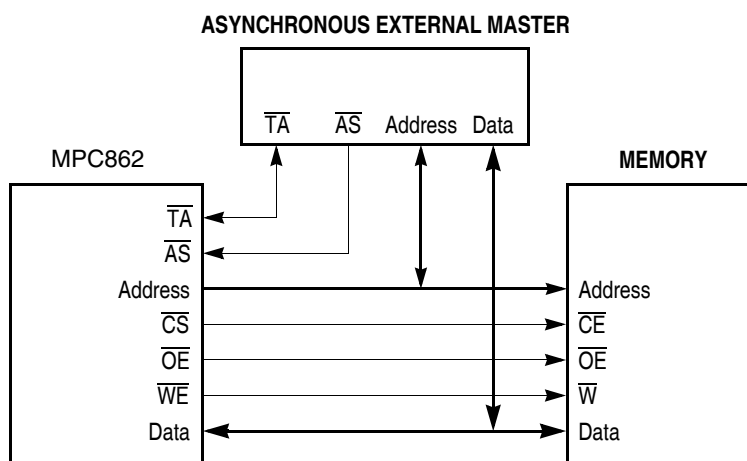 ASYNCHRONOUS EXTERNAL MASTER
TA AS Address Data
MPC862
MEMORY
TA
AS
Address Address
CS CE
OE OE
WE W
Data Data